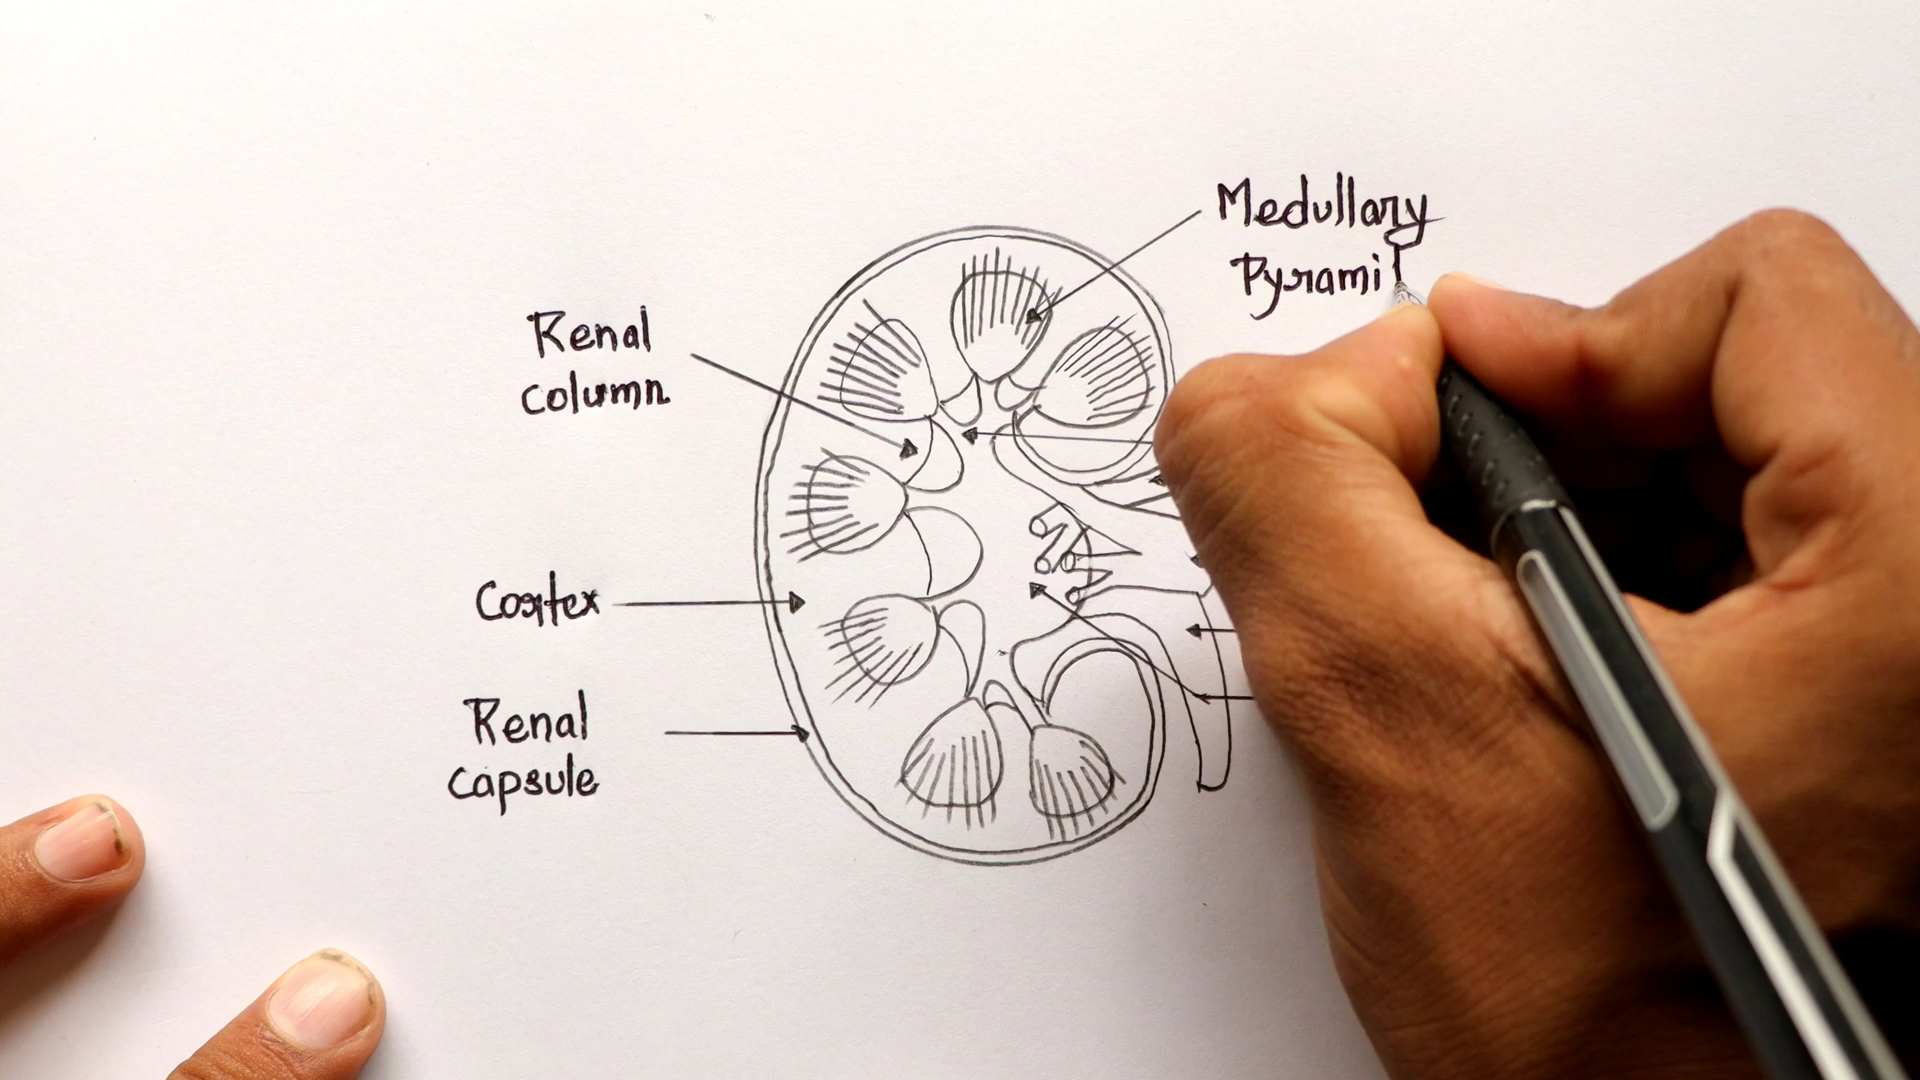 Medullary
Pyrami
Renal
column
Cortex
Renal
capsule